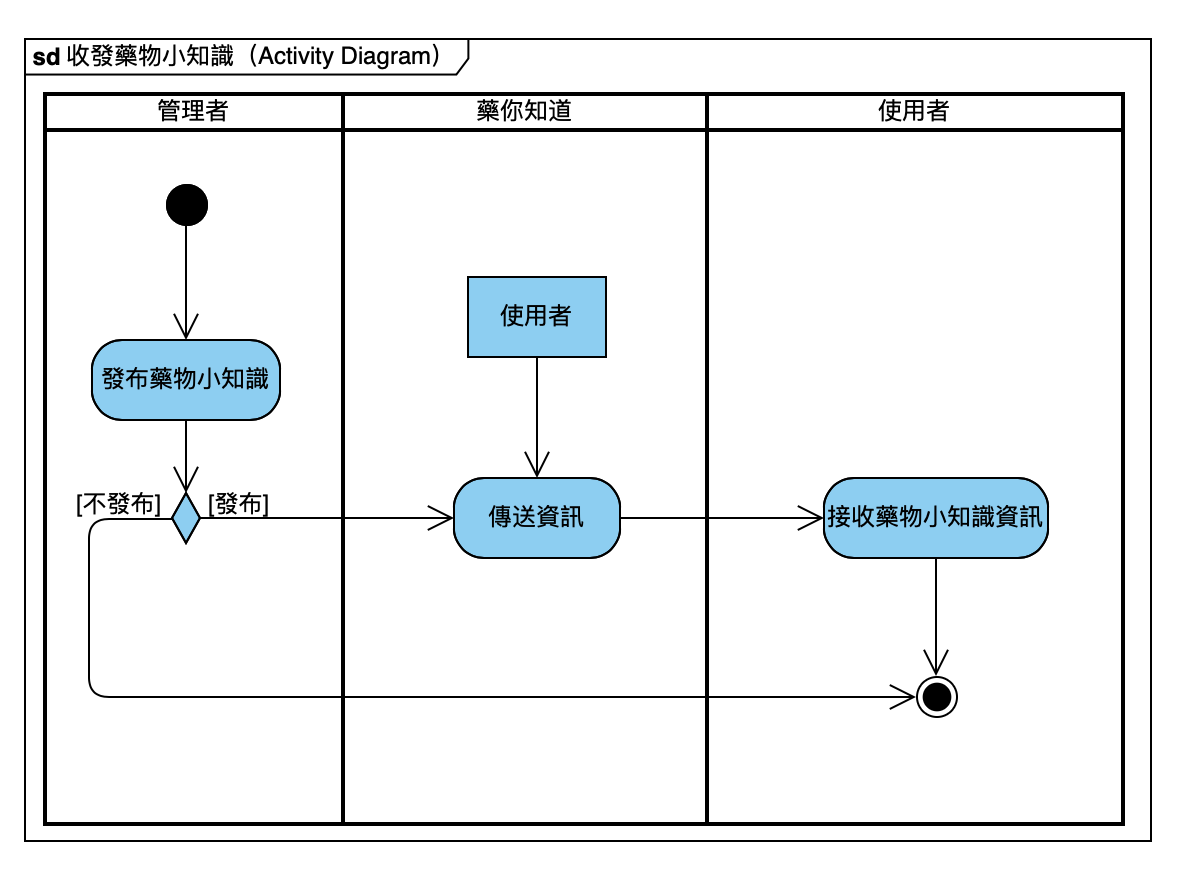 sd 收發藥物小知識（Activity Diagram）
管理者
藥你知道
使用者
使用者
發布藥物小知識
[不發布]
[發布]
傳送資訊
接收藥物小知識資訊